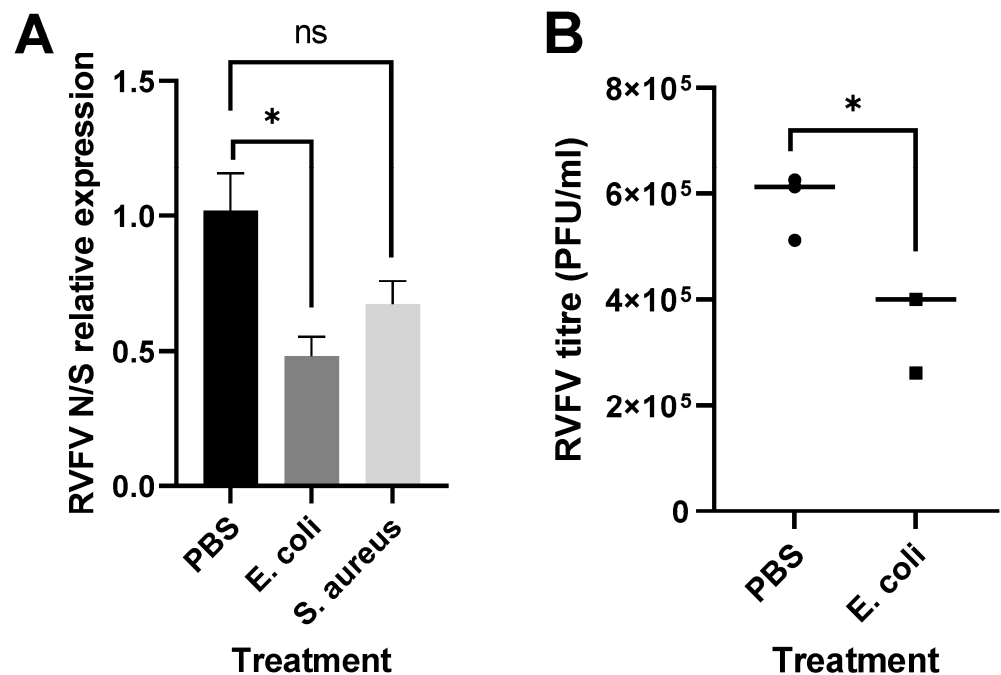 A
ns
*
RVFV N/S relative expression
1.5
1.0
0.5
0.0
PBS
E. coli
S. aureus
Treatment
B
*
RVFV titre (PFU/ml)
8×10⁵
6×10⁵
4×10⁵
2×10⁵
0
PBS
E. coli
Treatment